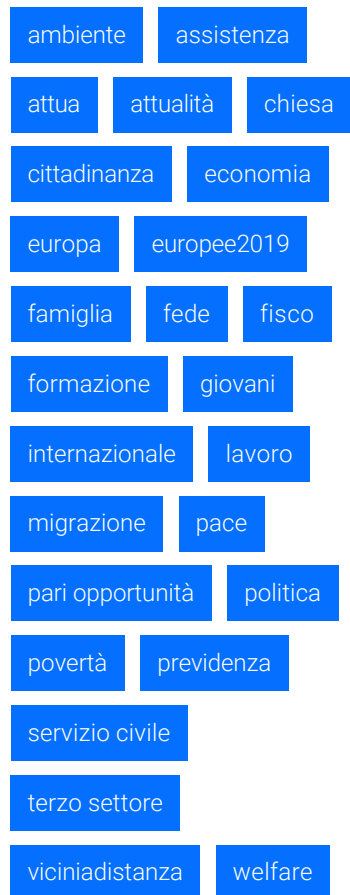 ambiente assistenza
attua attualità chiesa
cittadinanza economia
europa europee2019
famiglia fede fisco
formazione giovani
internazionale lavoro
migrazione pace
pari opportunità politica
povertà previdenza
servizio civile
terzo settore
viciniadistanza welfare